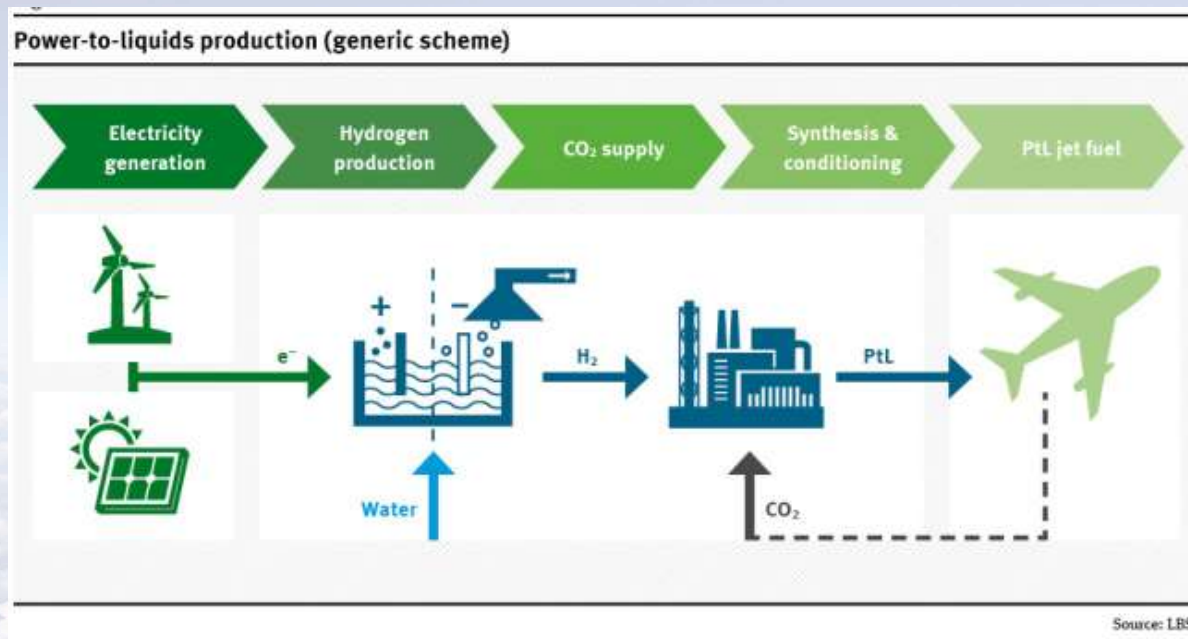 Power-to-liquids production (generic scheme)
Electricity
generation
Hydrogen
production
CO₂ supply
Synthesis &
conditioning
PtL jet fuel
+
–
e⁻
H₂
PtL
Water
CO₂
Source: LBS